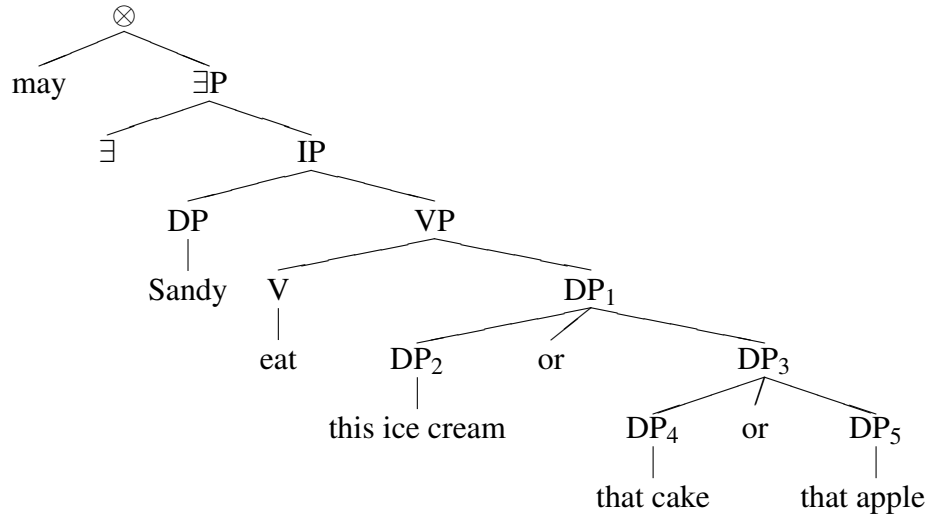 ⊗
may ∃P
∃ IP
DP VP
Sandy V DP₁
eat DP₂ or DP₃
this ice cream DP₄ or DP₅
that cake that apple